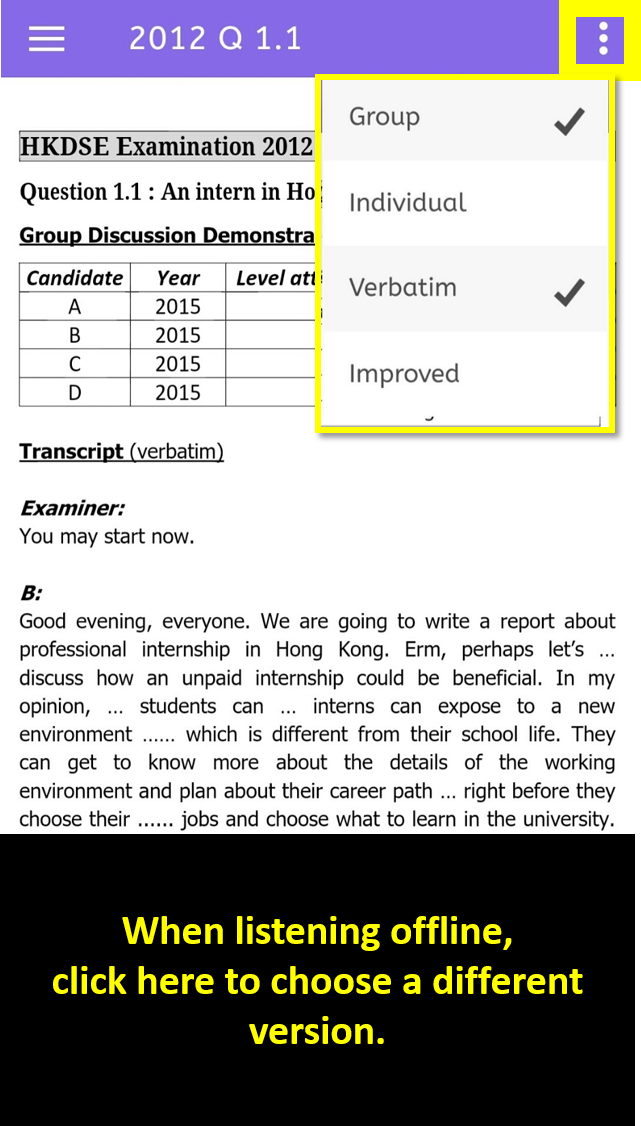 2012 Q 1.1
Group
Individual
Verbatim
Improved
HKDSE Examination 2012
Question 1.1 : An intern in
Group Discussion
Candidate Year Level
A 2015
B 2015
C 2015
D 2015
Transcript (verbatim)
Examiner:
You may start now.
B:
Good evening, everyone. We are going to write a report about
professional internship in Hong Kong. Erm, perhaps let’s ...
discuss how an unpaid internship could be beneficial. In my
opinion, ... students can ... interns can expose to a new
environment ...... which is different from their school life. They
can get to know more about the details of the working
environment and plan about their career path ... right before they
choose their ...... jobs and choose what to learn in the university.
When listening offline,
click here to choose a different
version.